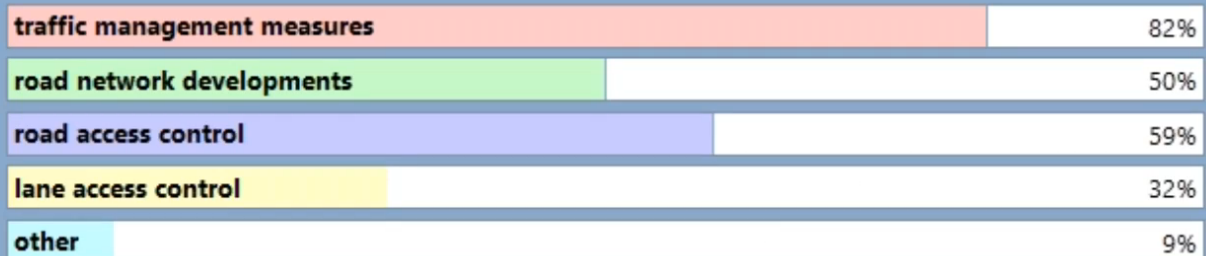 traffic management measures 82%
road network developments 50%
road access control 59%
lane access control 32%
other 9%